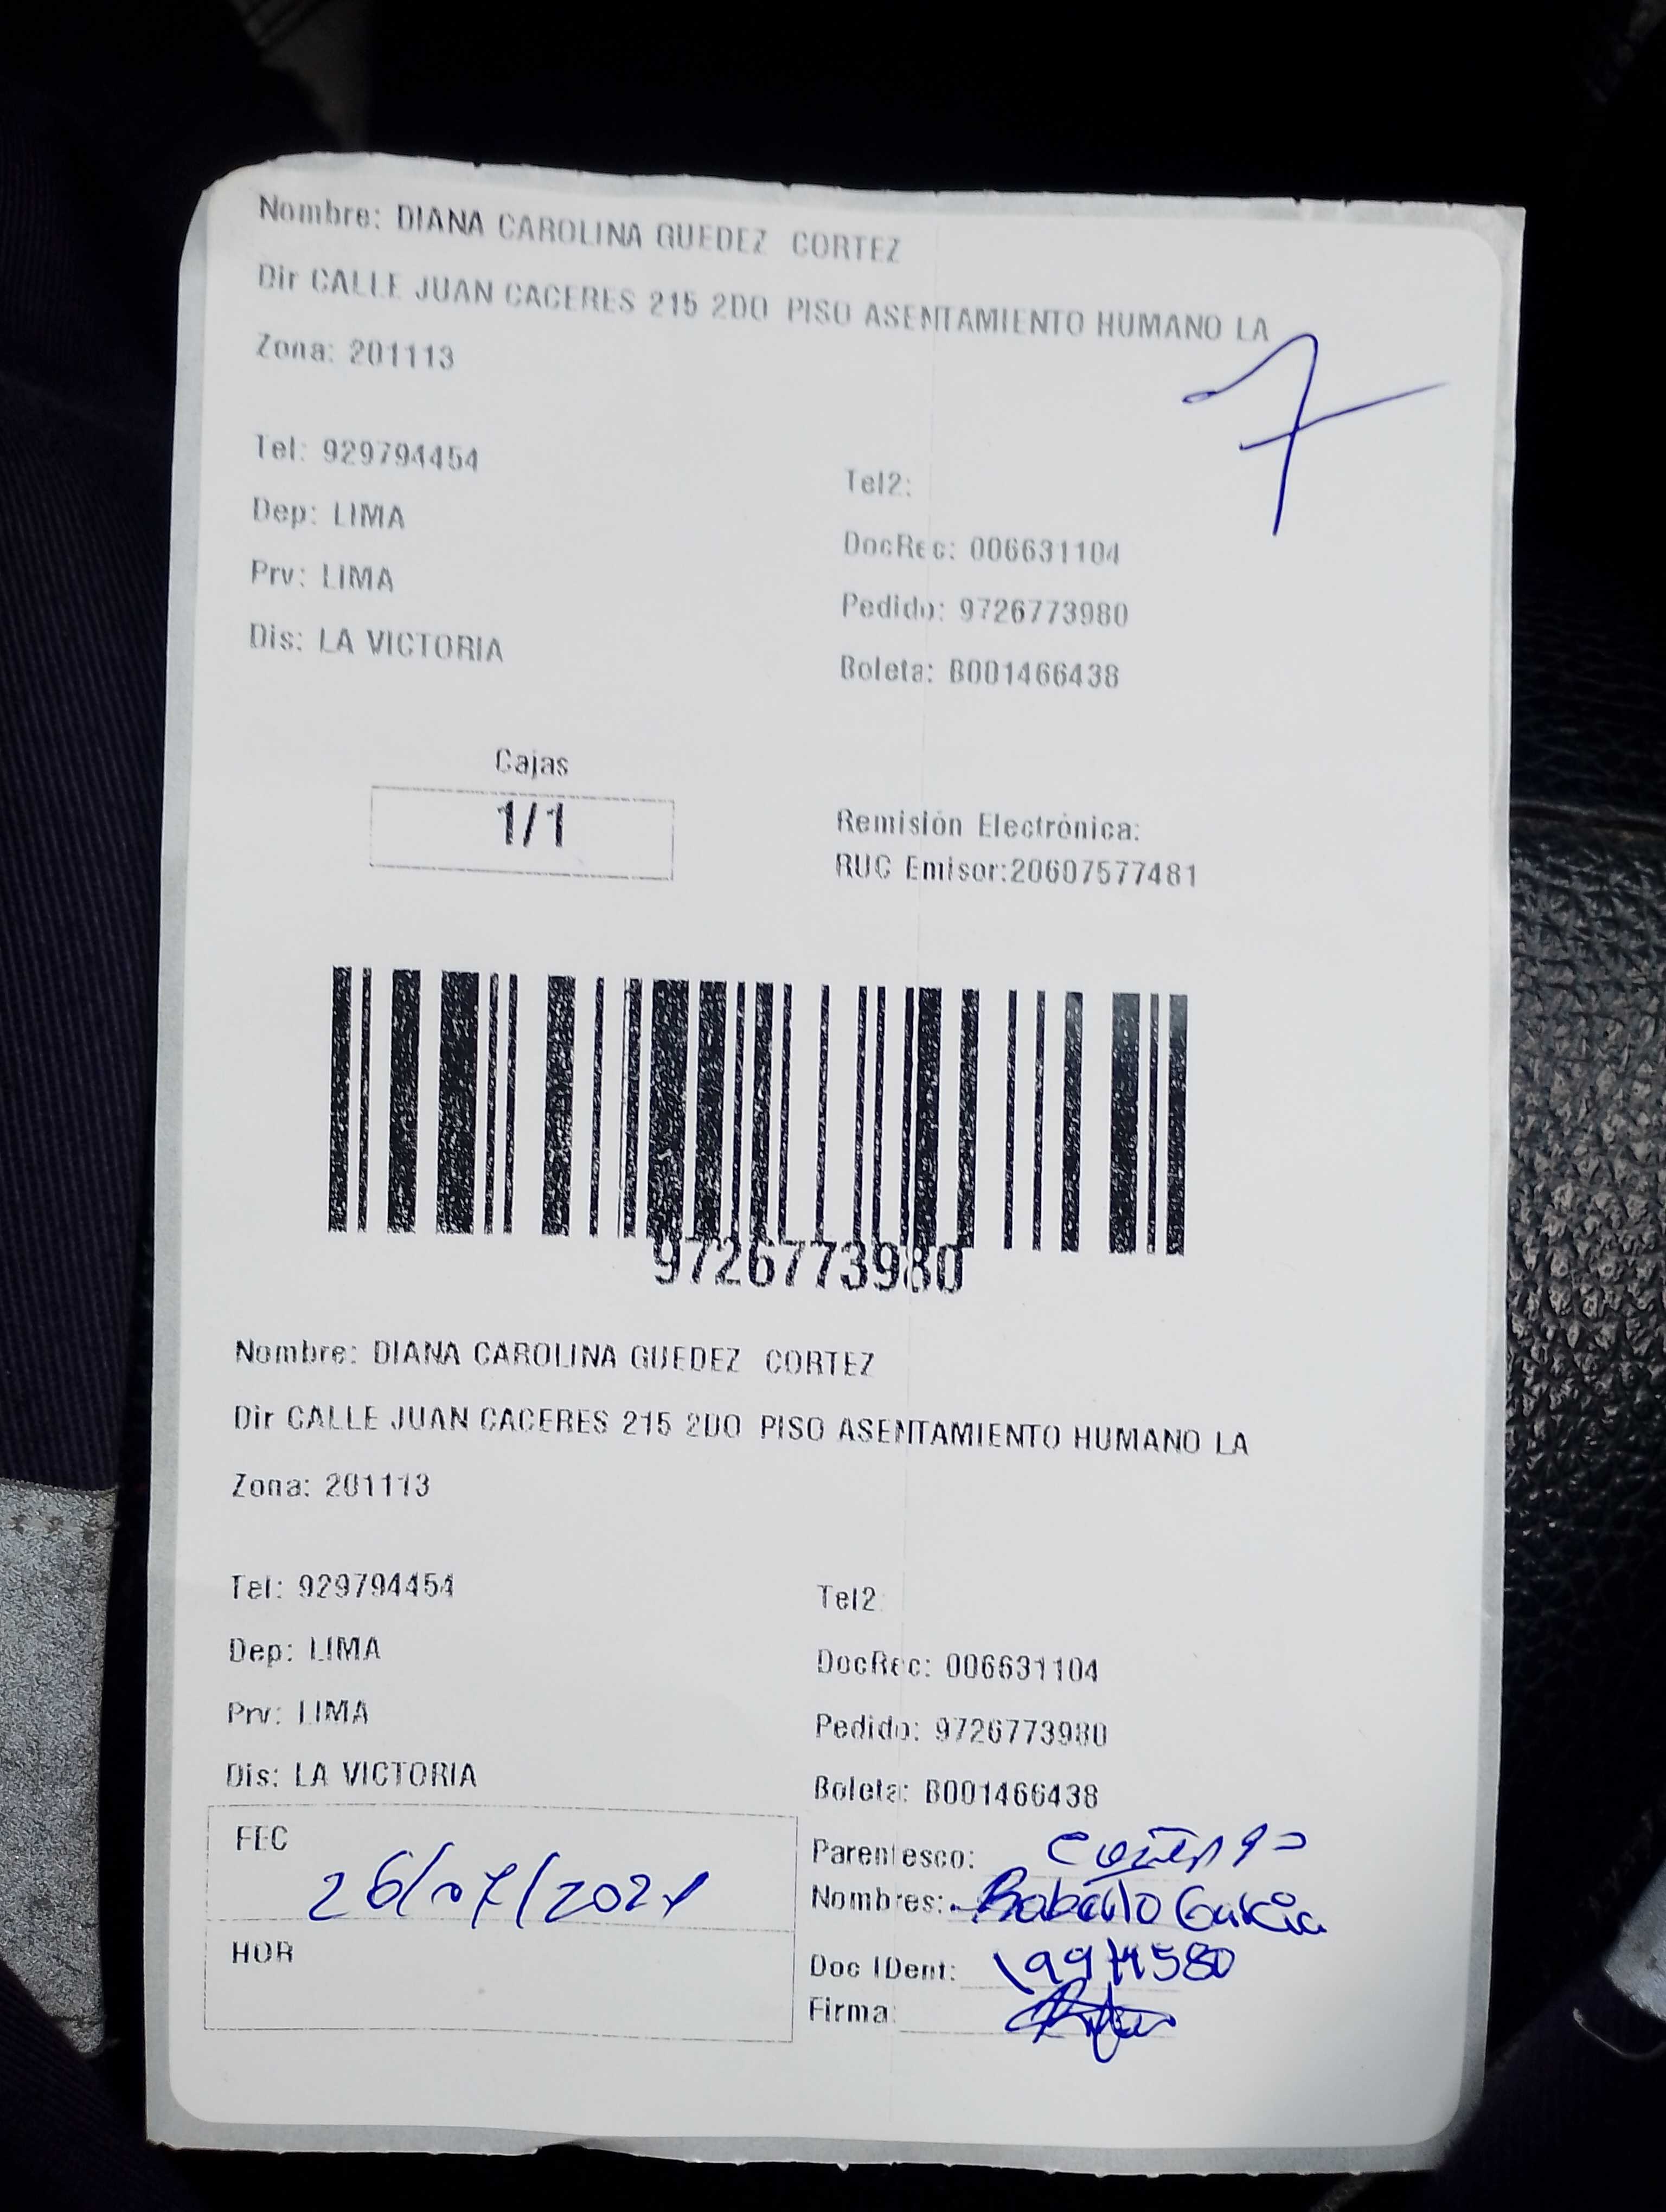 Nombre: DIANA CAROLINA GUEDEZ CORTEZ
Dir CALLE JUAN CACERES 215 2DO PISO ASENTAMIENTO HUMANO LA
Zona: 201113
7
Tel: 929794454
Tel2:
Dep: LIMA
DocRec: 006631104
Prv: LIMA
Pedido: 9726773980
Dis: LA VICTORIA
Boleta: B001466438
Cajas
1/1
Remisión Electrónica:
RUC Emisor:20607577481
9726773980
Nombre: DIANA CAROLINA GUEDEZ CORTEZ
Dir CALLE JUAN CACERES 215 2DO PISO ASENTAMIENTO HUMANO LA
Zona: 201113
Tel: 929794454
Tel2:
Dep: LIMA
DocRec: 006631104
Prv: LIMA
Pedido: 9726773980
Dis: LA VICTORIA
Boleta: B001466438
FEC
26/07/2021
Parentesco:
Nombres: Garcia
HOR
Doc IDent:
Firma: